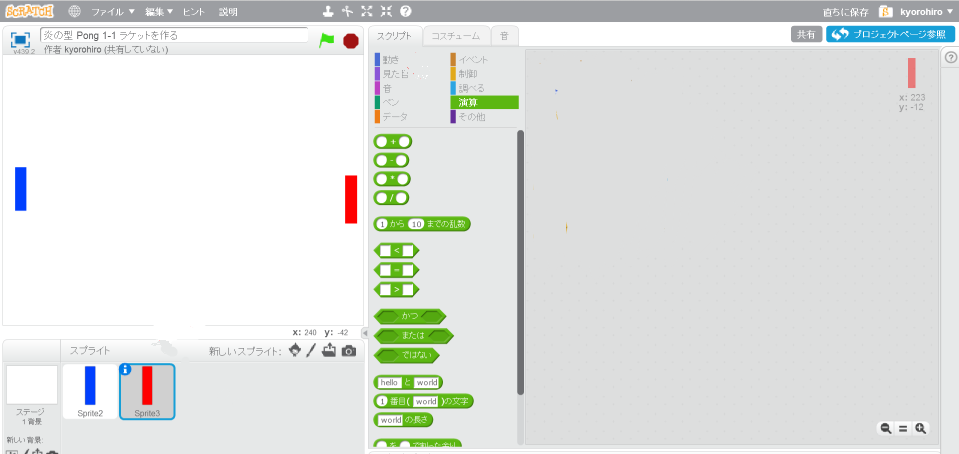 SCRATCH
ファイル 編集 ヒント 説明
直ちに保存 kyorohiro
炎の型 Pong 1-1 ラケットを作る
v430.2 作者 kyorohiro (共有していない)
スクリプト コスチューム 音
共有 プロジェクトページ参照
動き イベント
見た目 制御
音 調べる
ペン 演算
データ その他
x: 223
y: -12
+
-
*
/
1 から 10 までの乱数
<
=
>
かつ
または
ではない
hello と world
1 番目( world )の文字
world の長さ
を で割った余り
x: 240 y: -42
スプライト 新しいスプライト:
Sprite2 Sprite3
ステージ
1 背景
新しい背景: